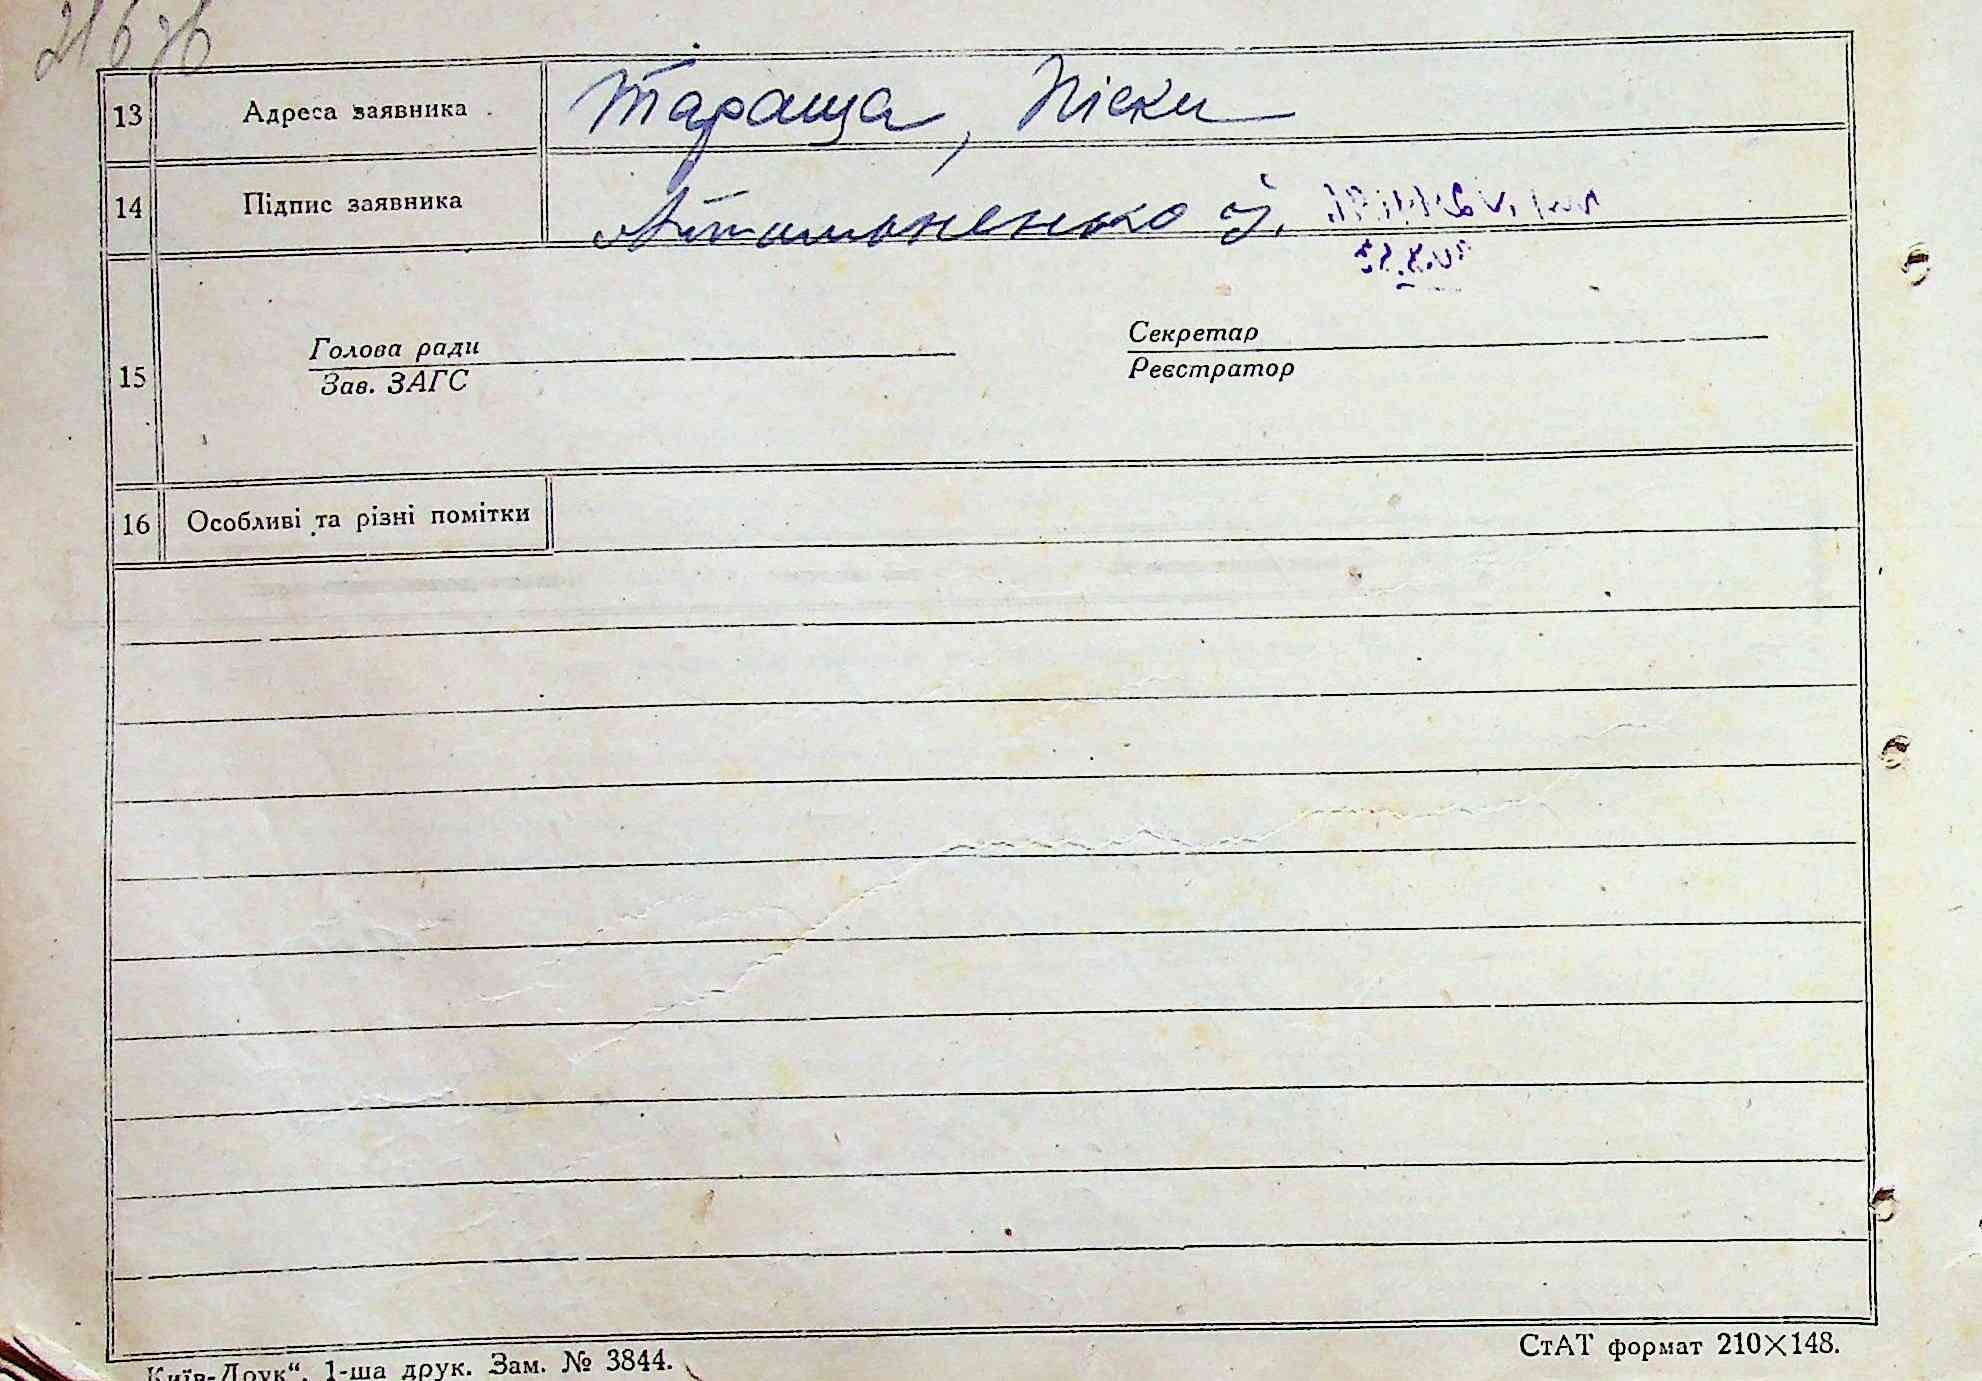 13 Адреса заявника Тараща, Піски
14 Підпис заявника
15
Голова ради
Зав. ЗАГС
Секретар
Реєстратор
16 Особливі та різні помітки
Київ-Друк“, 1-ша друк. Зам. № 3844.
СтАТ формат 210×148.